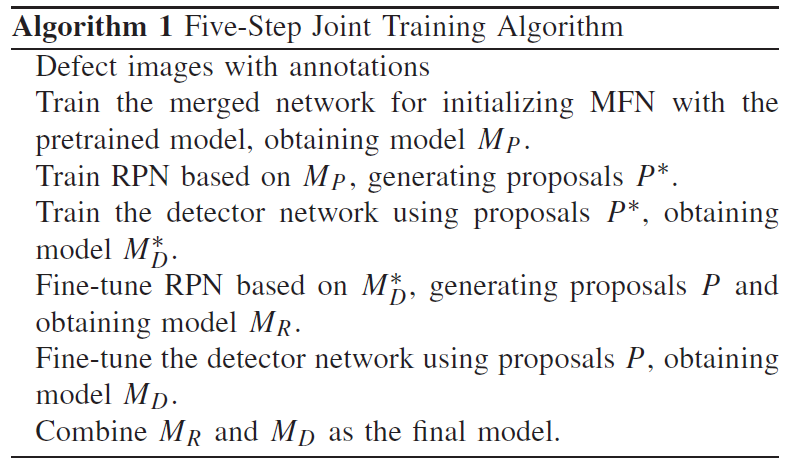 Algorithm 1 Five-Step Joint Training Algorithm
Defect images with annotations
Train the merged network for initializing MFN with the
pretrained model, obtaining model M_P.
Train RPN based on M_P, generating proposals P*.
Train the detector network using proposals P*, obtaining
model M*_D.
Fine-tune RPN based on M*_D, generating proposals P and
obtaining model M_R.
Fine-tune the detector network using proposals P, obtaining
model M_D.
Combine M_R and M_D as the final model.